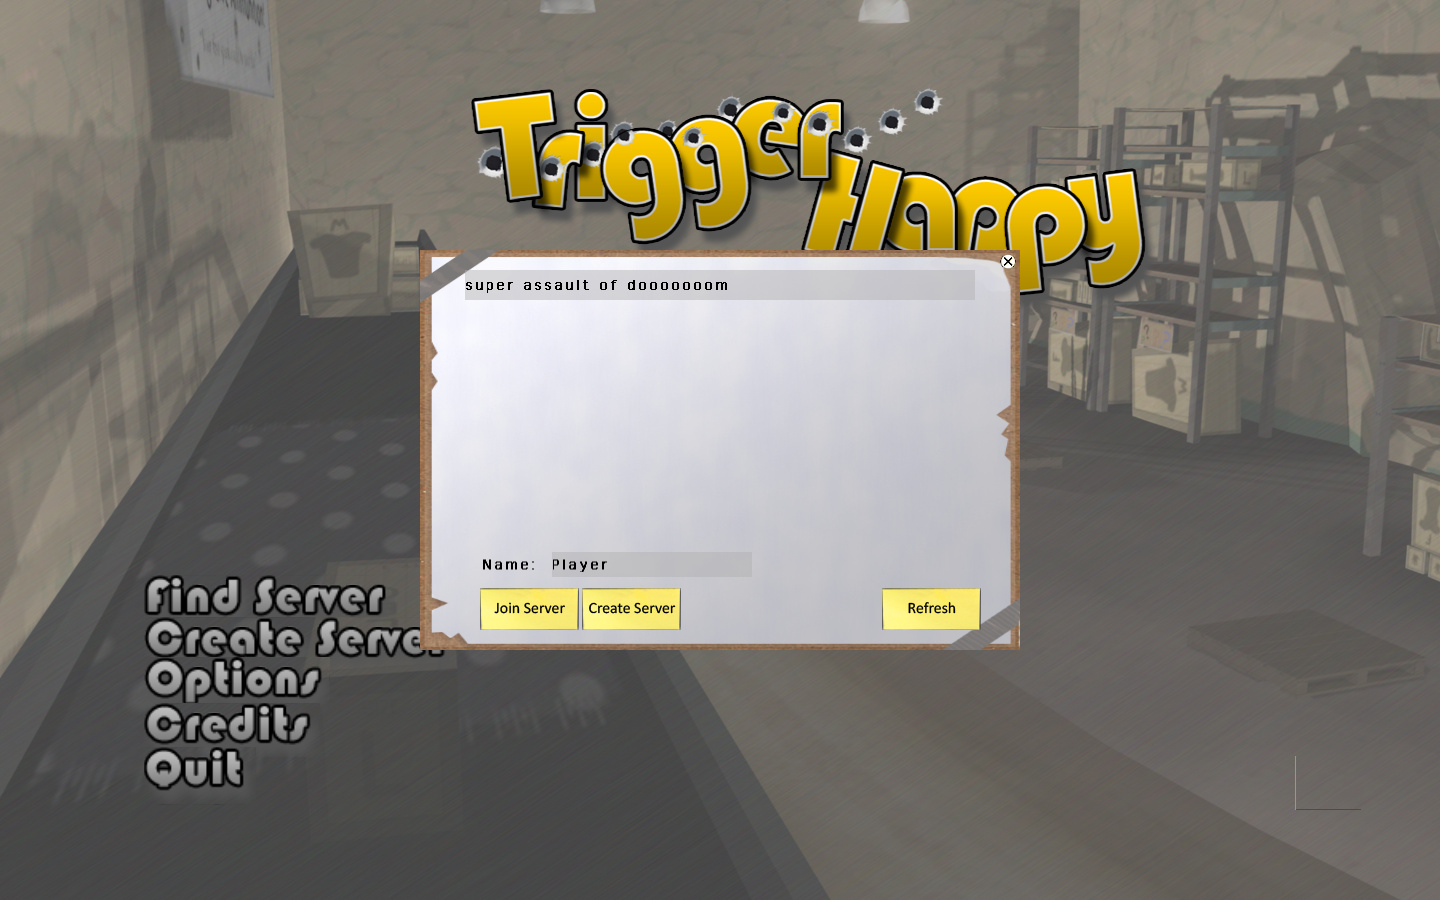 Trigger
Happy
super assault of doooooooom
Name: Player
Join Server Create Server Refresh
Find Server
Create Server
Options
Credits
Quit